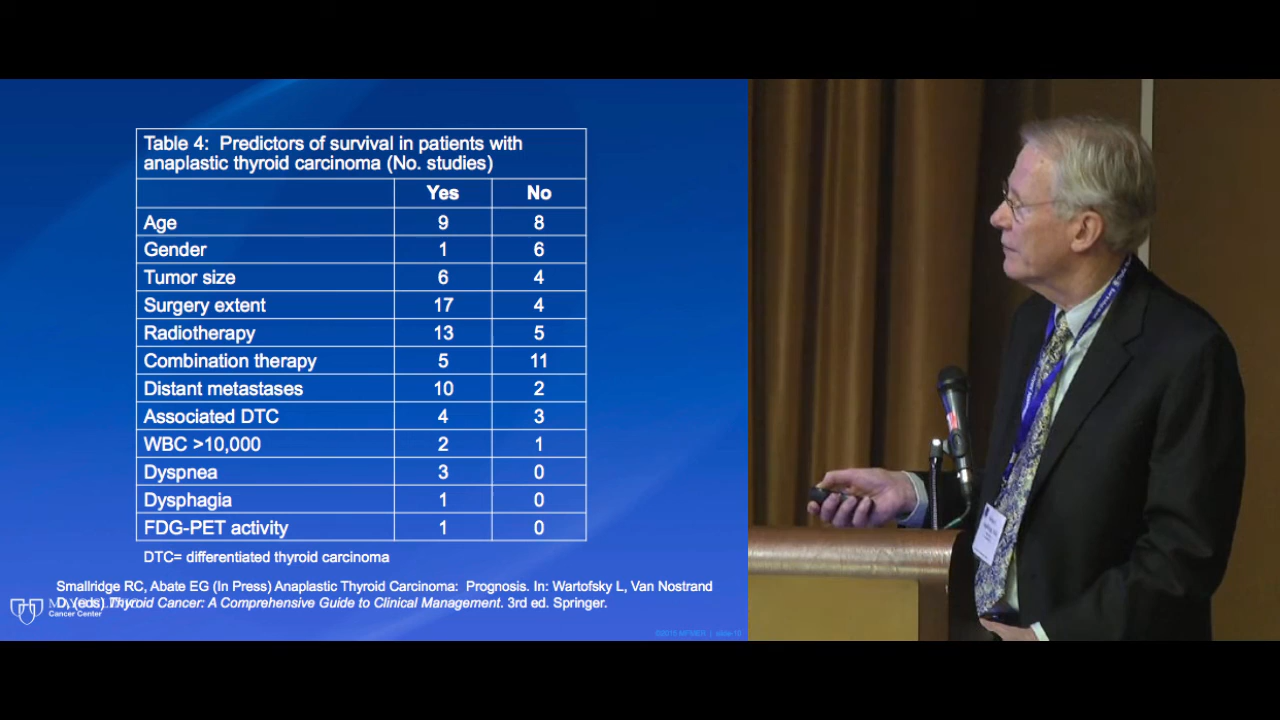 Table 4: Predictors of survival in patients with
anaplastic thyroid carcinoma (No. studies)
Yes No
Age 9 8
Gender 1 6
Tumor size 6 4
Surgery extent 17 4
Radiotherapy 13 5
Combination therapy 5 11
Distant metastases 10 2
Associated DTC 4 3
WBC >10,000 2 1
Dyspnea 3 0
Dysphagia 1 0
FDG-PET activity 1 0
DTC= differentiated thyroid carcinoma
Smallridge RC, Abate EG (In Press) Anaplastic Thyroid Carcinoma: Prognosis. In: Wartofsky L, Van Nostrand
D, (eds) Thyroid Cancer: A Comprehensive Guide to Clinical Management. 3rd ed. Springer.
Cancer Center